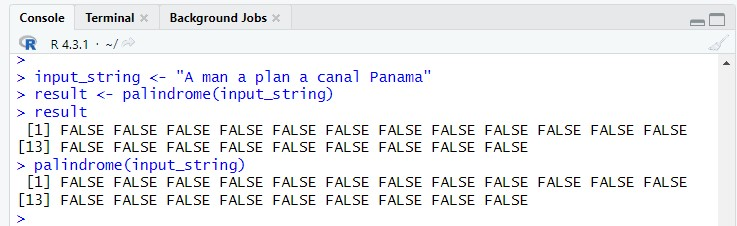 Console Terminal × Background Jobs ×
R R 4.3.1 · ~/
>
> input_string <- "A man a plan a canal Panama"
> result <- palindrome(input_string)
> result
 [1] FALSE FALSE FALSE FALSE FALSE FALSE FALSE FALSE FALSE FALSE FALSE FALSE
[13] FALSE FALSE FALSE FALSE FALSE FALSE FALSE FALSE FALSE
> palindrome(input_string)
 [1] FALSE FALSE FALSE FALSE FALSE FALSE FALSE FALSE FALSE FALSE FALSE FALSE
[13] FALSE FALSE FALSE FALSE FALSE FALSE FALSE FALSE FALSE
>